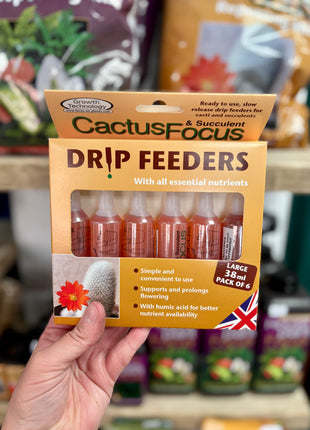 Growth
Technology
Ready to use, slow
release drip feeders for
cacti and succulents
& Succulent
CactusFocus
DRIP FEEDERS
With all essential nutrients
• Simple and
convenient to use
• Supports and prolongs
flowering
• With humic acid for better
nutrient availability
LARGE
38ml
PACK OF 6